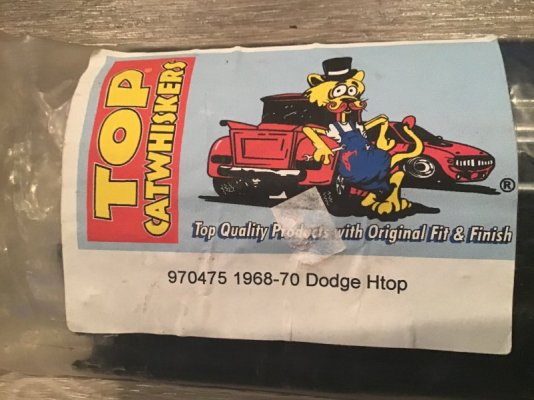 TOP
CATWHISKERS
®
Top Quality Products with Original Fit & Finish
970475 1968-70 Dodge Htop